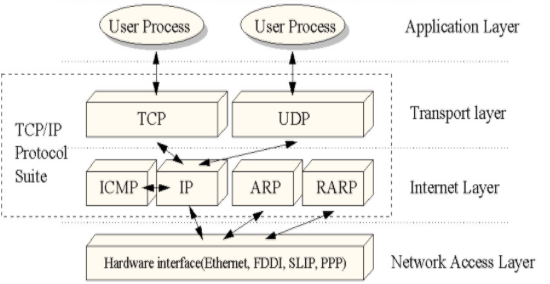 User Process User Process Application Layer
TCP UDP Transport layer
TCP/IP
Protocol
Suite
ICMP IP ARP RARP Internet Layer
Hardware interface(Ethernet, FDDI, SLIP, PPP) Network Access Layer